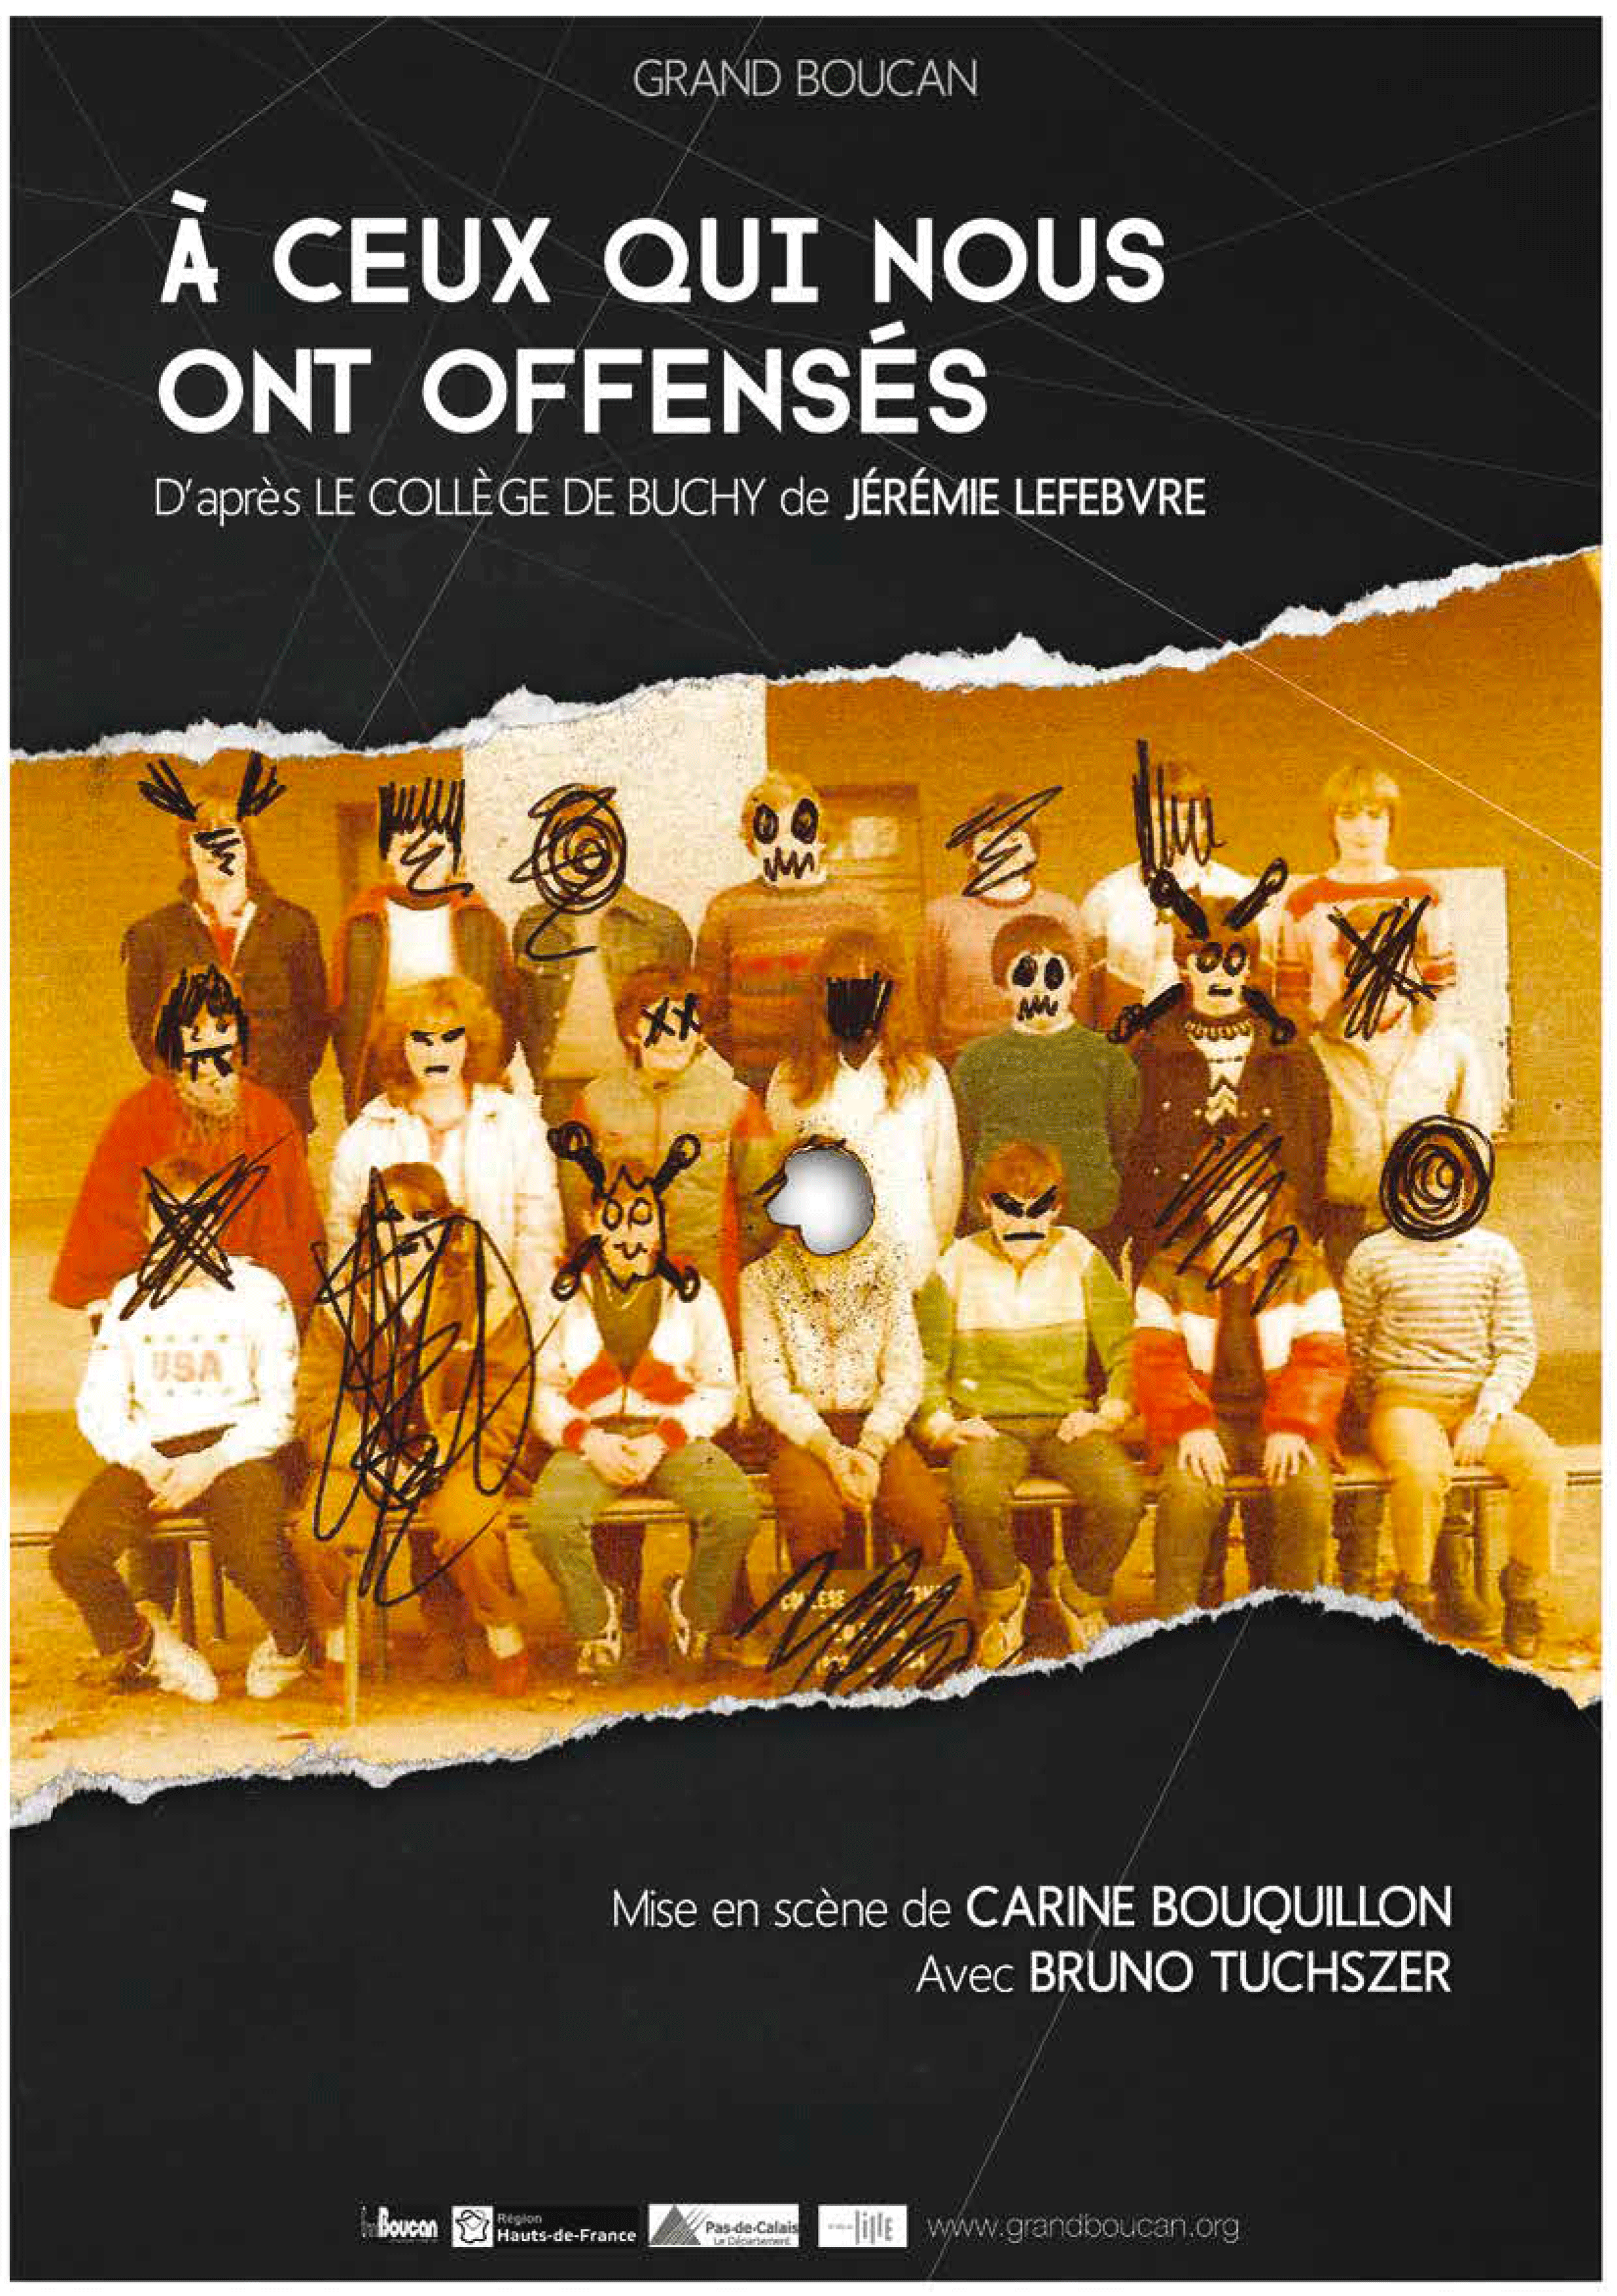 GRAND BOUCAN
À CEUX QUI NOUS
ONT OFFENSÉS
D'après LE COLLÈGE DE BUCHY de JÉRÉMIE LEFEBVRE
USA
COLLEGE
Mise en scène de CARINE BOUQUILLON
Avec BRUNO TUCHSZER
Boucan
Région
Hauts-de-France
Pas-de-Calais
Le Département
lille
www.grandboucan.org